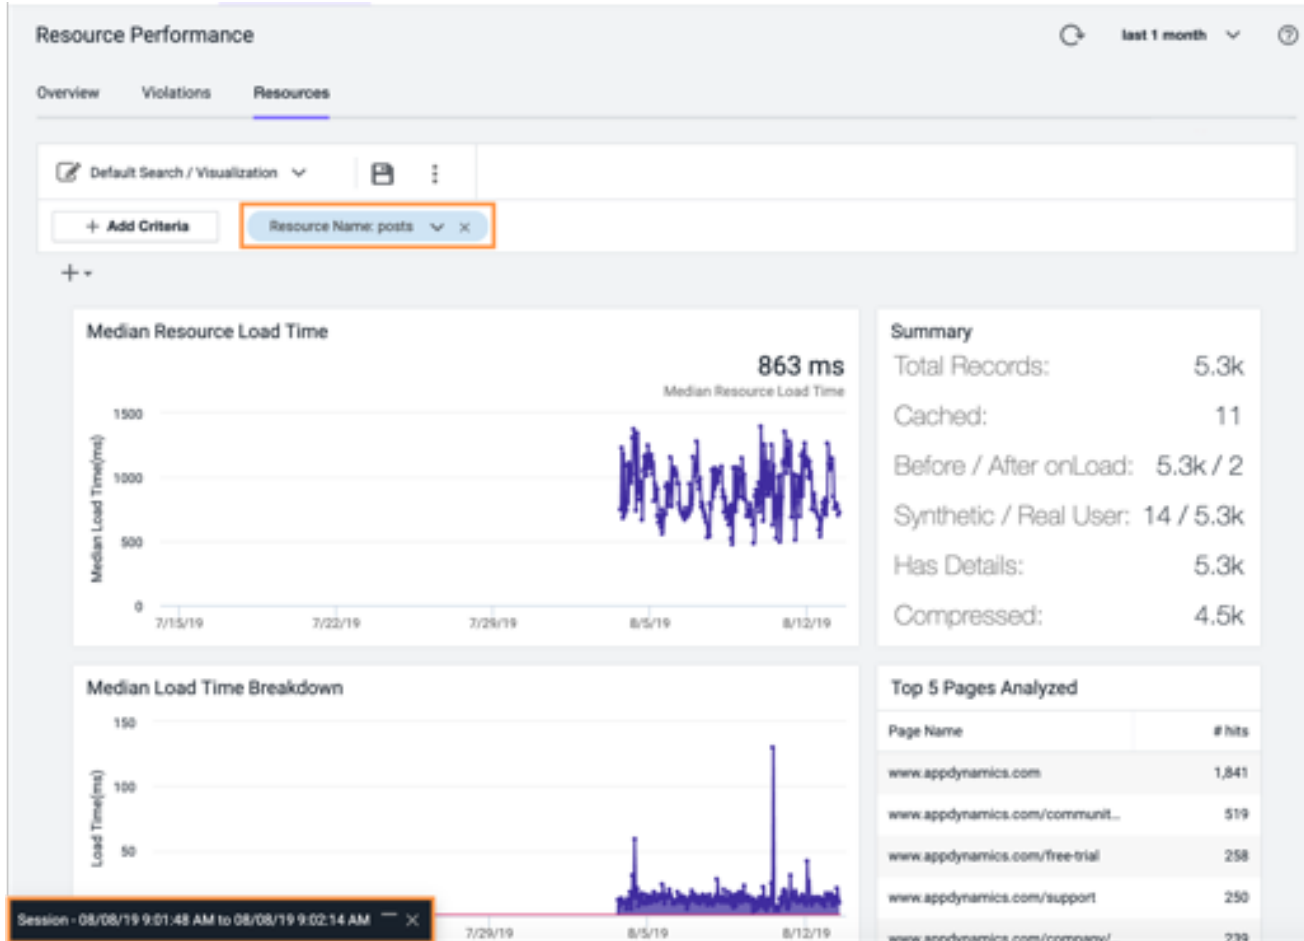 Resource Performance
last 1 month
Overview Violations Resources
Default Search / Visualization
+ Add Criteria Resource Name: posts
Median Resource Load Time
863 ms
Median Resource Load Time
1500
1000
500
0
Median Load Time(ms)
7/15/19 7/22/19 7/29/19 8/5/19 8/12/19
Summary
Total Records: 5.3k
Cached: 11
Before / After onLoad: 5.3k / 2
Synthetic / Real User: 14 / 5.3k
Has Details: 5.3k
Compressed: 4.5k
Median Load Time Breakdown
150
100
50
Load Time(ms)
7/29/19 8/5/19 8/12/19
Top 5 Pages Analyzed
Page Name # hits
www.appdynamics.com 1,841
www.appdynamics.com/communit... 519
www.appdynamics.com/free-trial 258
www.appdynamics.com/support 250
www.appdynamics.com/company/ 239
Session - 08/08/19 9:01:48 AM to 08/08/19 9:02:14 AM